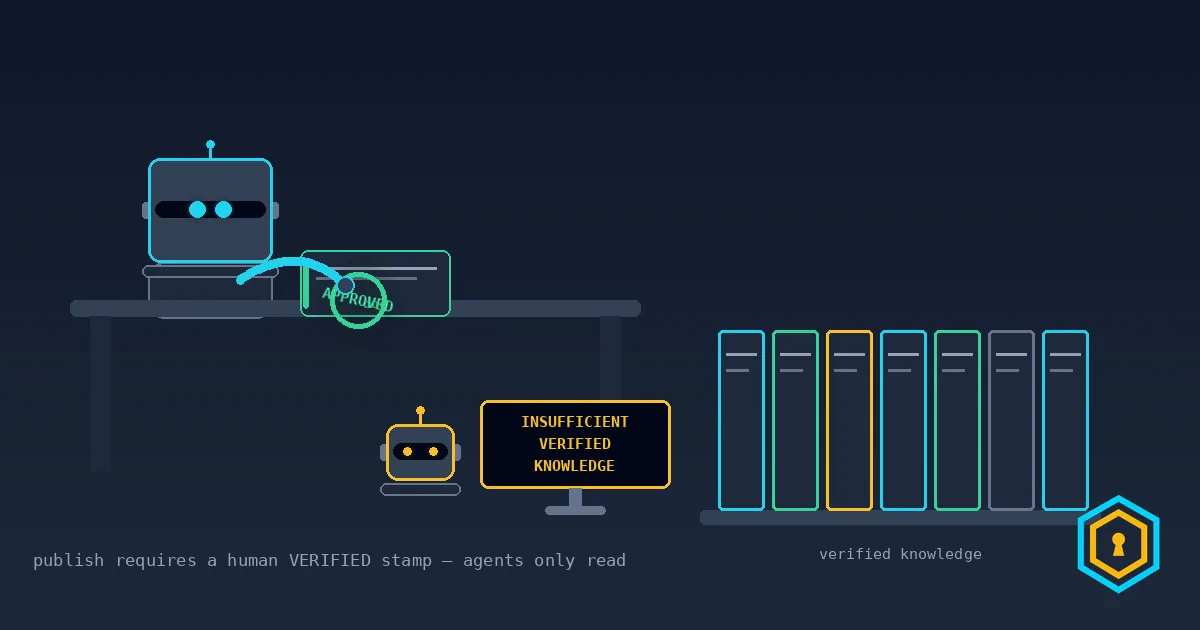 APPROVED
INSUFFICIENT
VERIFIED
KNOWLEDGE
publish requires a human VERIFIED stamp — agents only read
verified knowledge